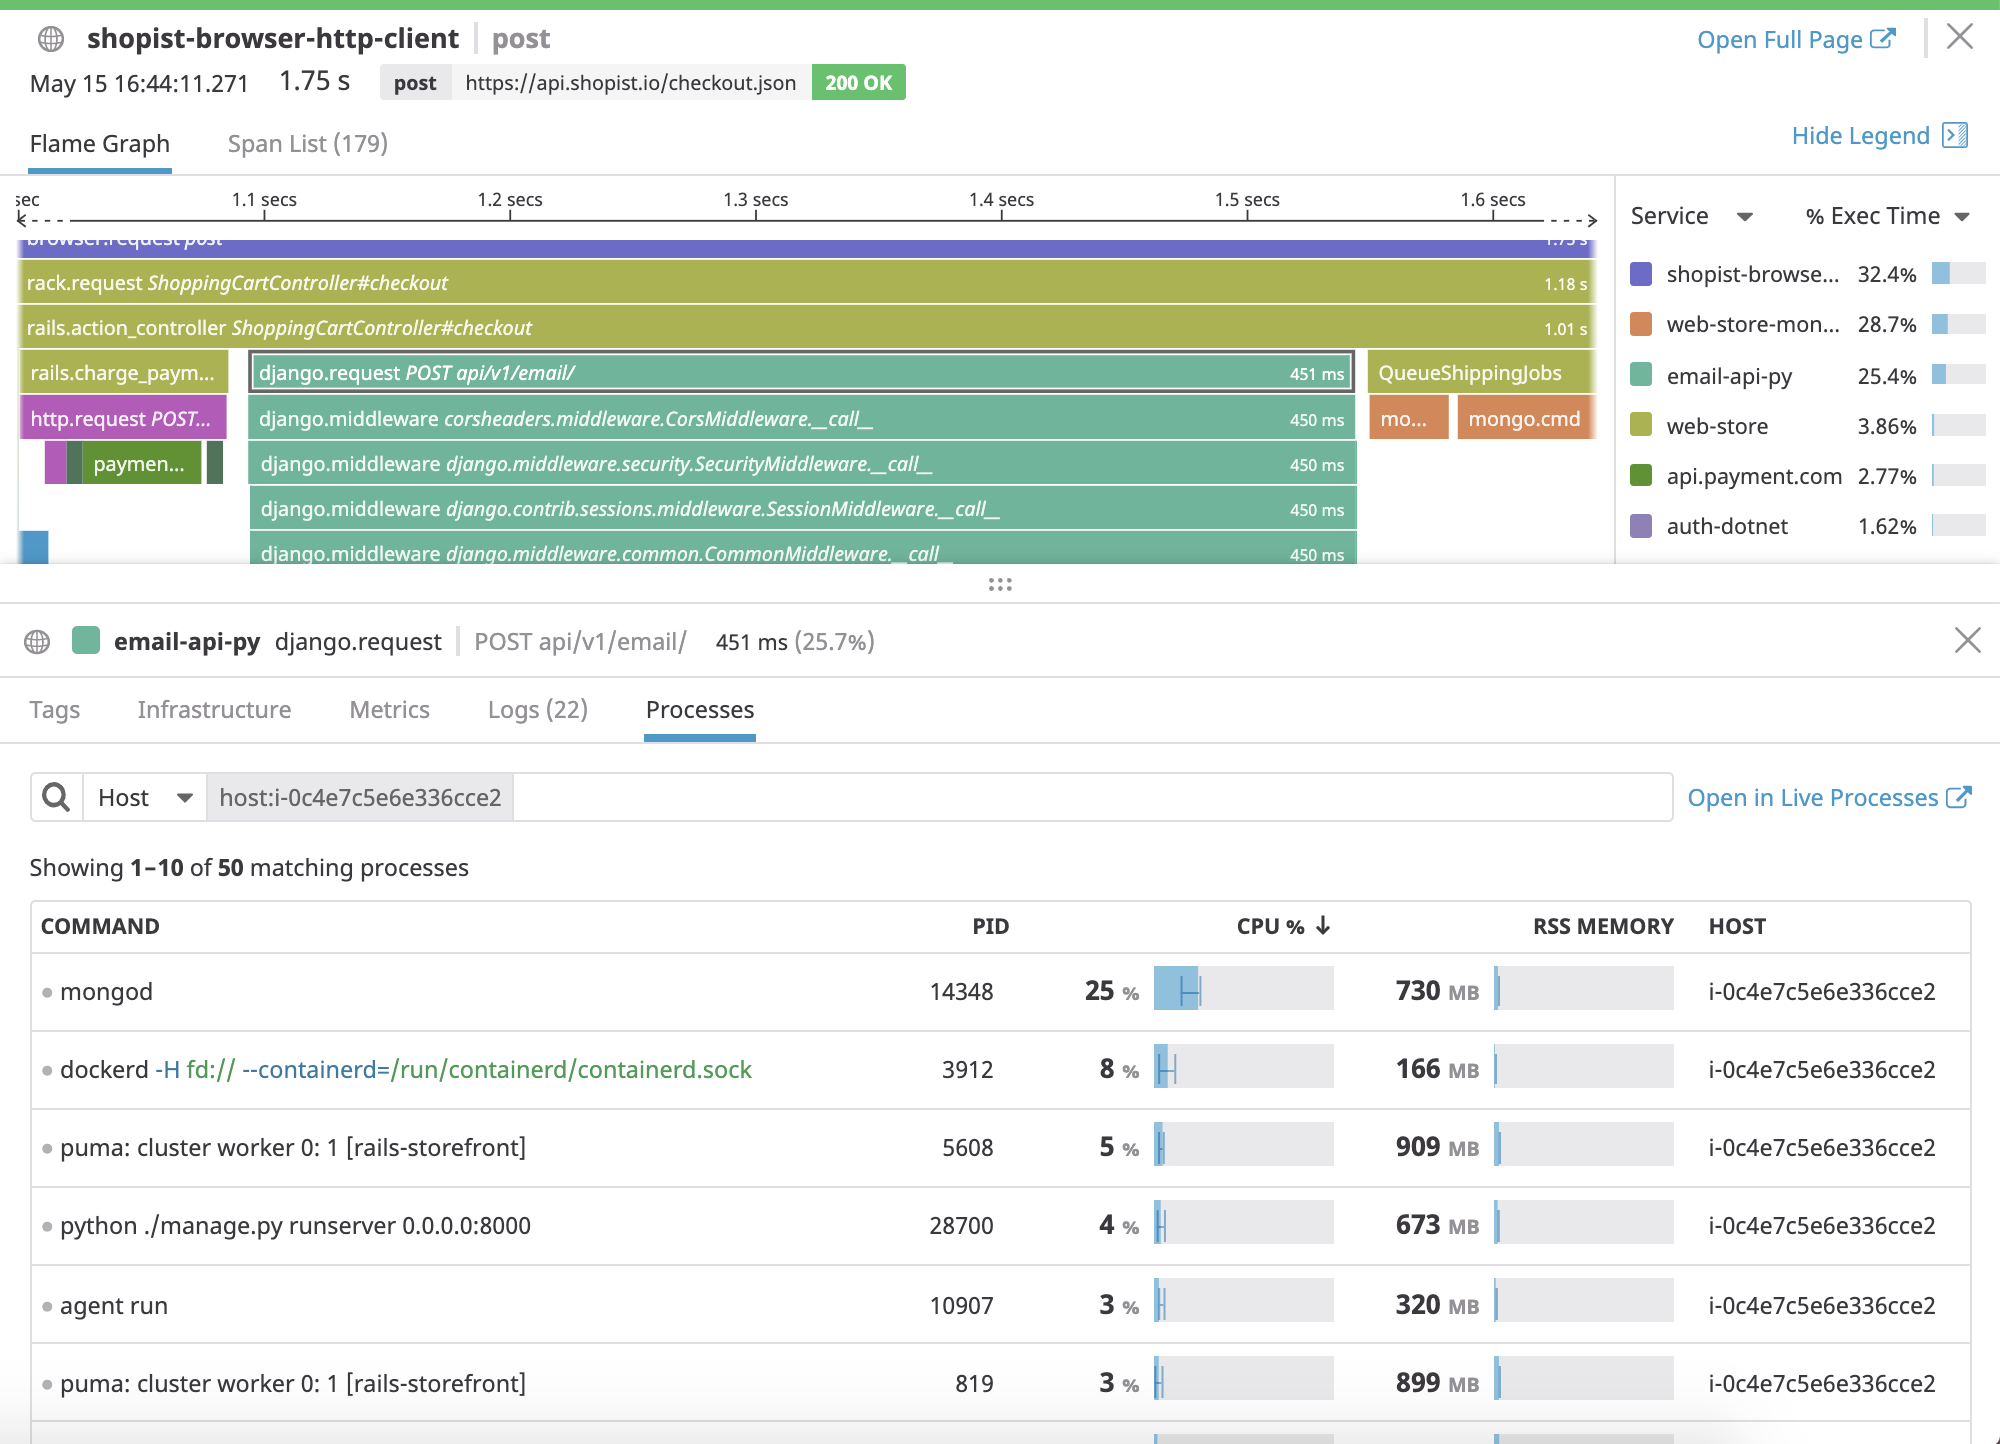 shopist-browser-http-client post
Open Full Page
May 15 16:44:11.271 1.75 s post https://api.shopist.io/checkout.json 200 OK
Flame Graph Span List (179)
Hide Legend
sec 1.1 secs 1.2 secs 1.3 secs 1.4 secs 1.5 secs 1.6 secs
browser.request post 1.75 s
rack.request ShoppingCartController#checkout 1.18 s
rails.action_controller ShoppingCartController#checkout 1.01 s
rails.charge_paym... django.request POST api/v1/email/ 451 ms QueueShippingJobs
http.request POST... django.middleware corsheaders.middleware.CorsMiddleware.__call__ 450 ms mo... mongo.cmd
paymen... django.middleware django.middleware.security.SecurityMiddleware.__call__ 450 ms
django.middleware django.contrib.sessions.middleware.SessionMiddleware.__call__ 450 ms
django.middleware django.middleware.common.CommonMiddleware.__call__ 450 ms
Service % Exec Time
shopist-browse... 32.4%
web-store-mon... 28.7%
email-api-py 25.4%
web-store 3.86%
api.payment.com 2.77%
auth-dotnet 1.62%
email-api-py django.request POST api/v1/email/ 451 ms (25.7%)
Tags Infrastructure Metrics Logs (22) Processes
Host host:i-0c4e7c5e6e336cce2 Open in Live Processes
Showing 1–10 of 50 matching processes
COMMAND PID CPU % RSS MEMORY HOST
mongod 14348 25 % 730 MB i-0c4e7c5e6e336cce2
dockerd -H fd:// --containerd=/run/containerd/containerd.sock 3912 8 % 166 MB i-0c4e7c5e6e336cce2
puma: cluster worker 0: 1 [rails-storefront] 5608 5 % 909 MB i-0c4e7c5e6e336cce2
python ./manage.py runserver 0.0.0.0:8000 28700 4 % 673 MB i-0c4e7c5e6e336cce2
agent run 10907 3 % 320 MB i-0c4e7c5e6e336cce2
puma: cluster worker 0: 1 [rails-storefront] 819 3 % 899 MB i-0c4e7c5e6e336cce2